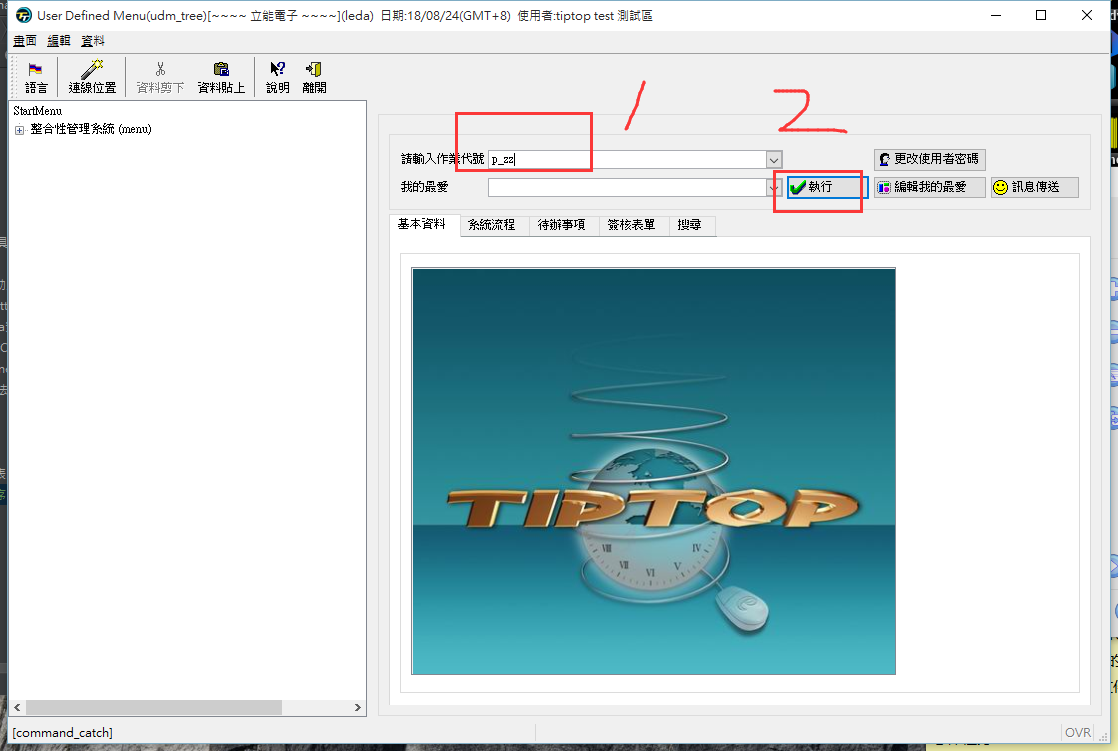 User Defined Menu(udm_tree)[~~~~ 立能電子 ~~~~](leda) 日期:18/08/24(GMT+8) 使用者:tiptop test 測試區
畫面 編輯 資料
語言 連線位置 資料剪下 資料貼上 說明 離開
StartMenu
整合性管理系統 (menu)
1 2
請輸入作業代號 p_zz 更改使用者密碼
我的最愛 執行 編輯我的最愛 訊息傳送
基本資料 系統流程 待辦事項 簽核表單 搜尋
TIPTOP
VIII VII VI V IV
[command_catch] OVR